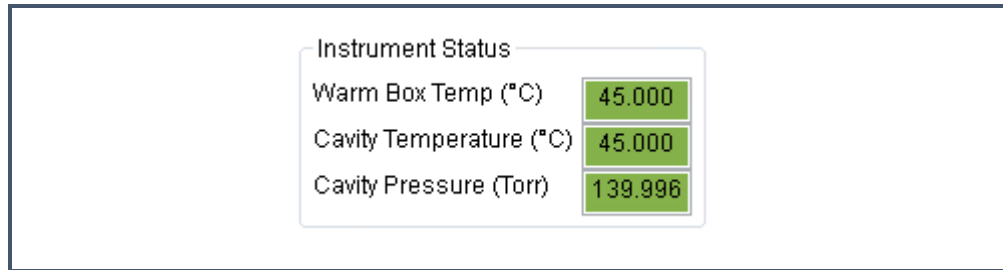 Instrument Status
Warm Box Temp (°C) 45.000
Cavity Temperature (°C) 45.000
Cavity Pressure (Torr) 139.996